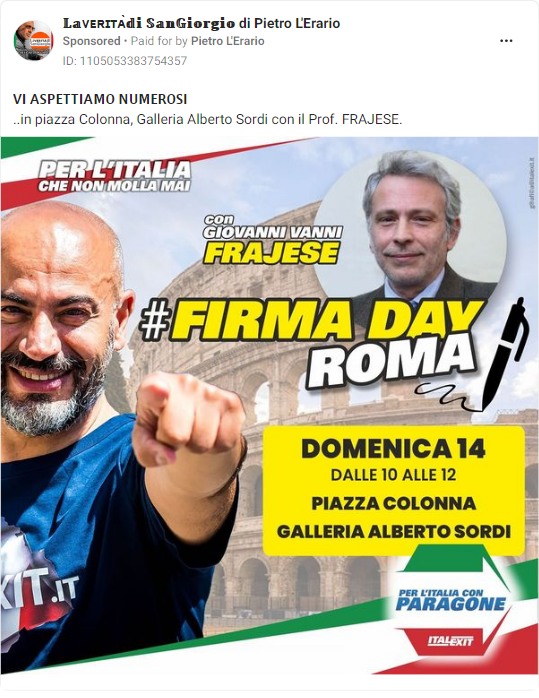 LaVERITÀdi SanGiorgio di Pietro L'Erario
Sponsored • Paid for by Pietro L'Erario
ID: 1105053383754357
VI ASPETTIAMO NUMEROSI
..in piazza Colonna, Galleria Alberto Sordi con il Prof. FRAJESE.
PER L'ITALIA
CHE NON MOLLA MAI
con
GIOVANNI VANNI
FRAJESE
#FIRMA DAY
ROMA
DOMENICA 14
DALLE 10 ALLE 12
PIAZZA COLONNA
GALLERIA ALBERTO SORDI
XIT.IT
PER L'ITALIA CON
PARAGONE
ITALEXIT